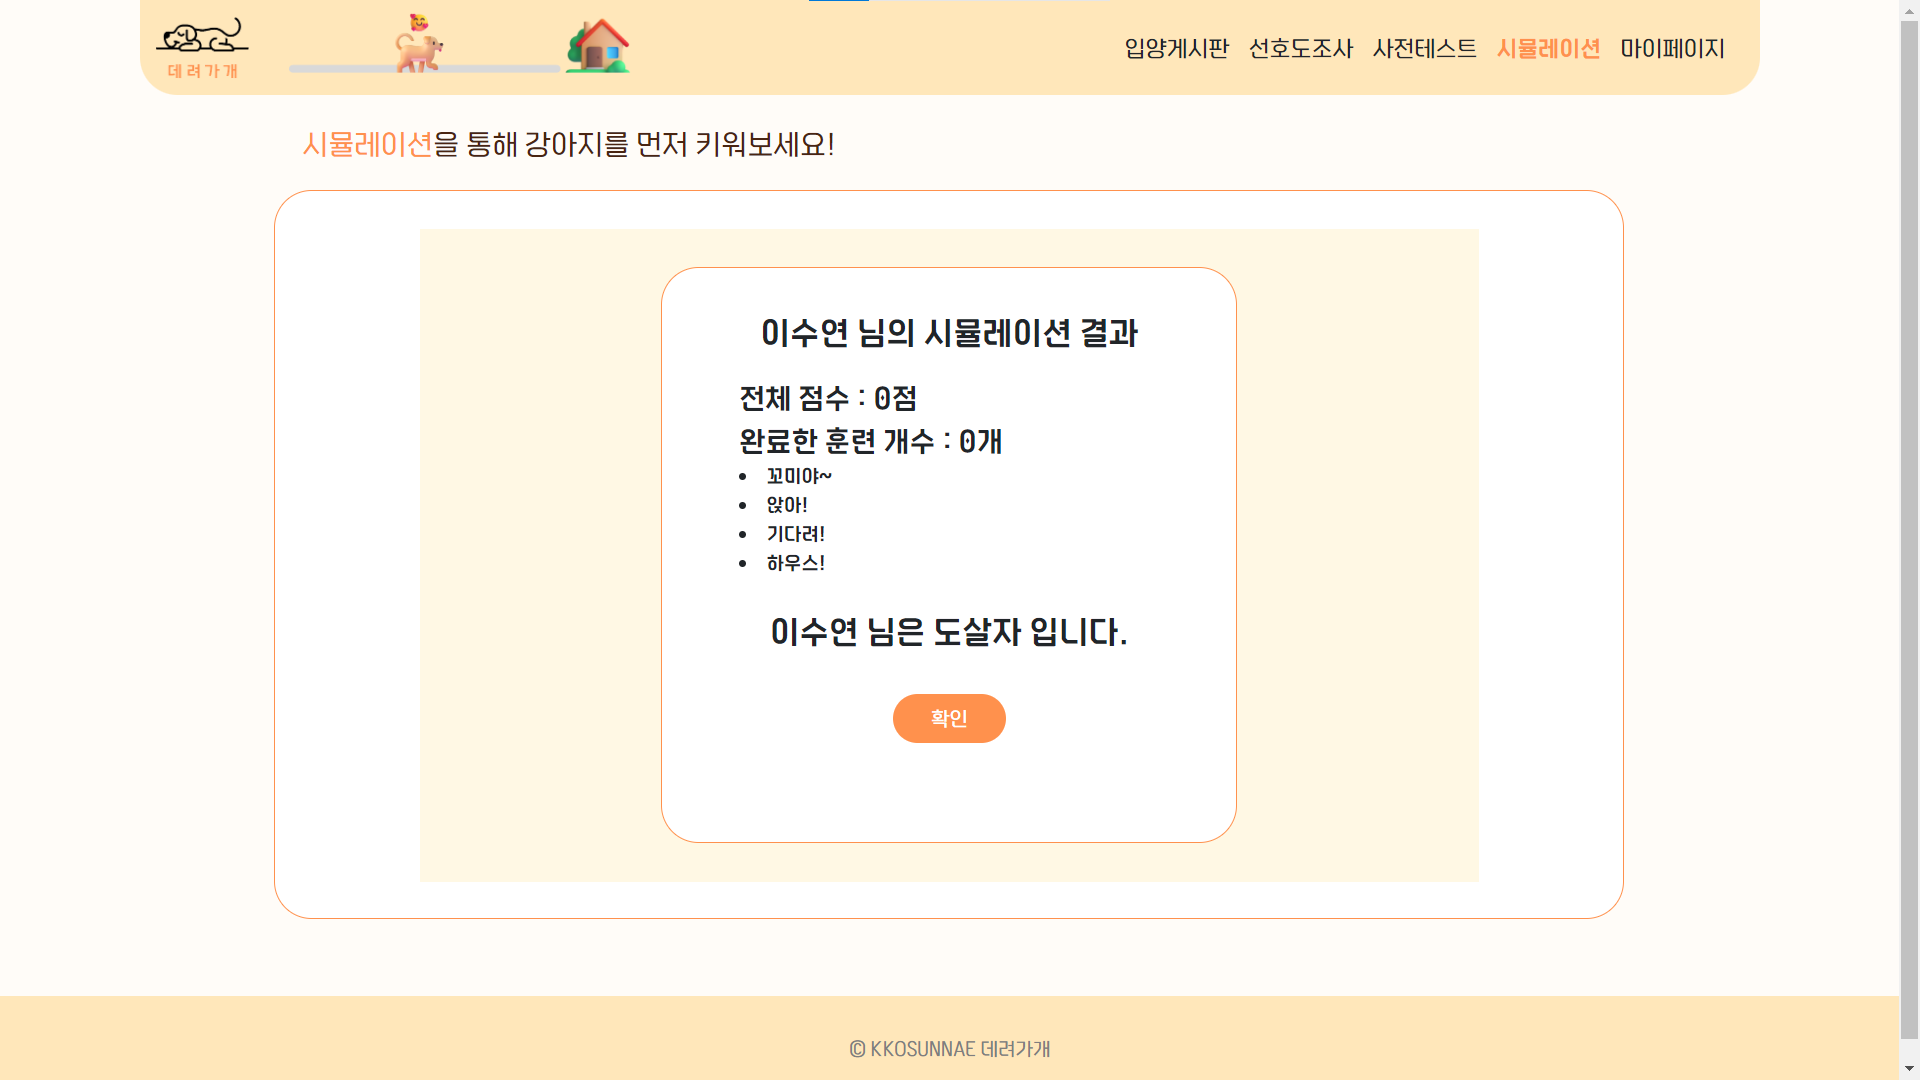 데려가개
입양게시판 선호도조사 사전테스트 시뮬레이션 마이페이지
시뮬레이션을 통해 강아지를 먼저 키워보세요!
이수연 님의 시뮬레이션 결과
전체 점수 : 0점
완료한 훈련 개수 : 0개
• 꼬미야~
• 앉아!
• 기다려!
• 하우스!
이수연 님은 도살자 입니다.
확인
© KKOSUNNAE 데려가개